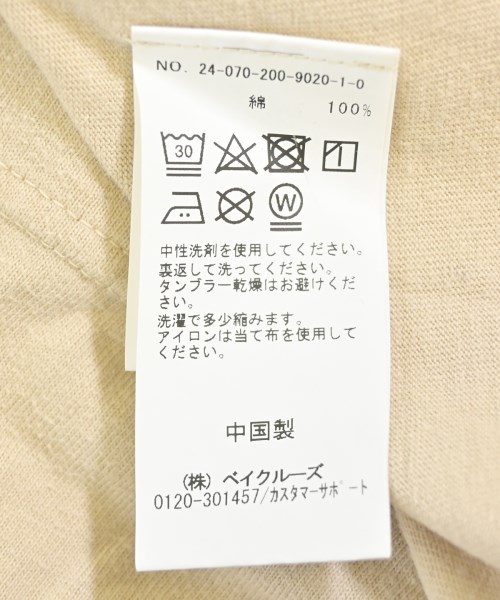 NO. 24-070-200-9020-1-0
綿 100%
30
W
中性洗剤を使用してください。
裏返して洗ってください。
タンブラー乾燥はお避けくだ
さい。
洗濯で多少縮みます。
アイロンは当て布を使用して
ください。
中国製
(株) ベイクルーズ
0120-301457/カスタマーサポート